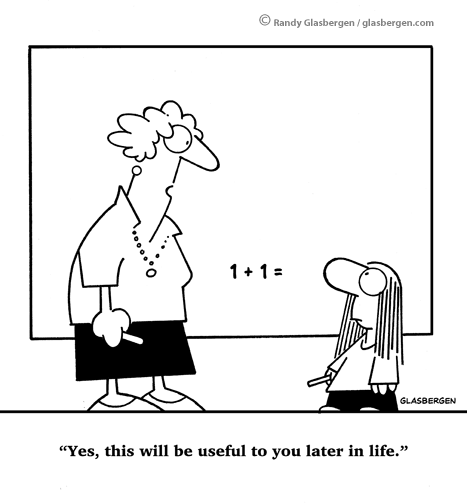 © Randy Glasbergen / glasbergen.com
1 + 1 =
GLASBERGEN
“Yes, this will be useful to you later in life.”